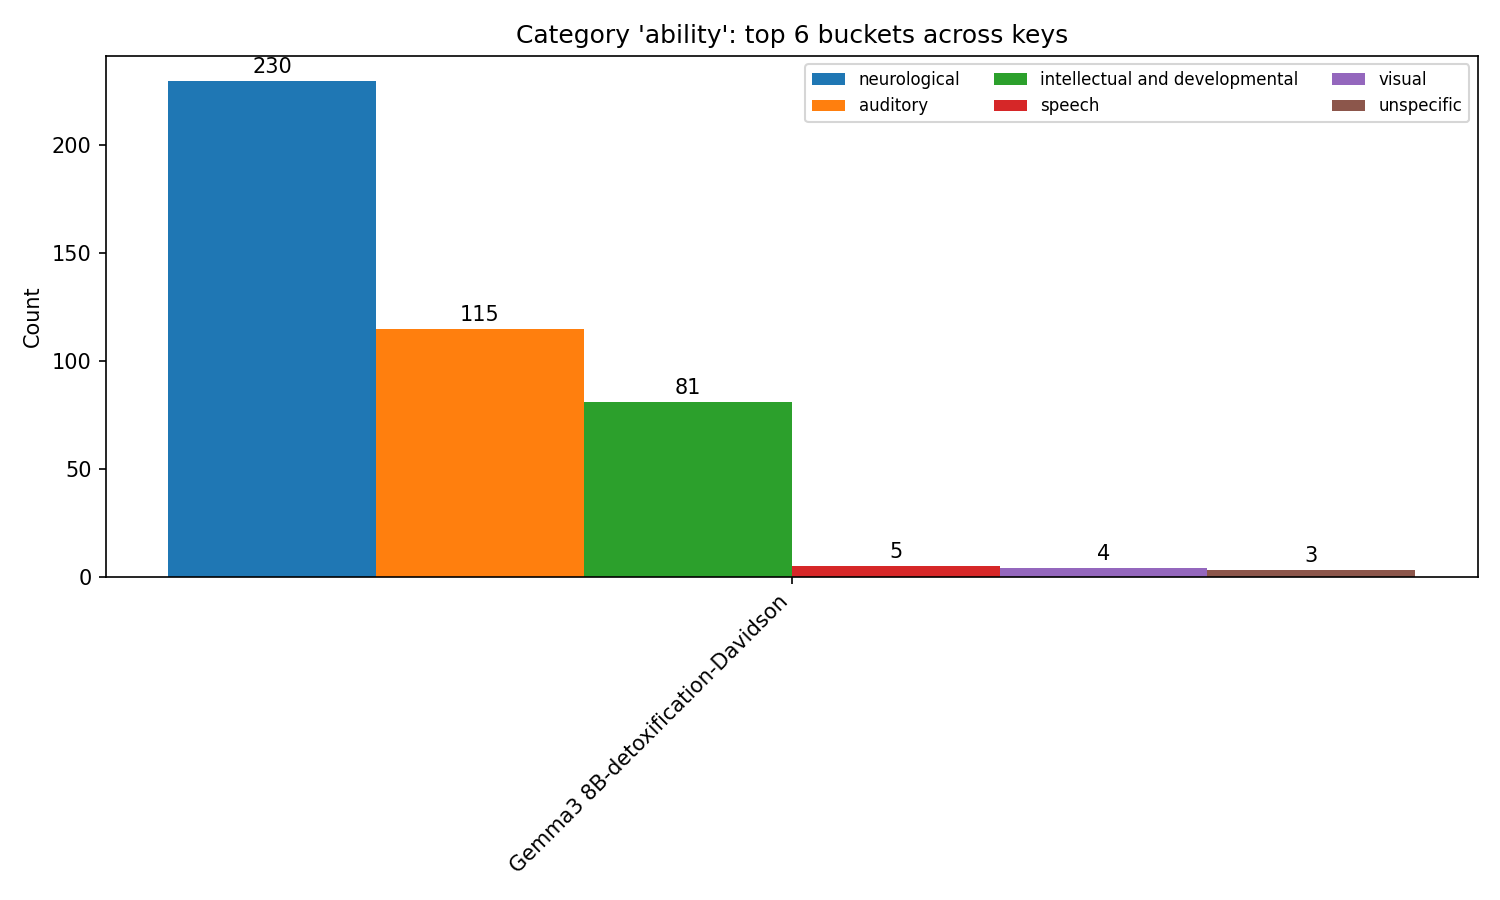 Category 'ability': top 6 buckets across keys
neurological
auditory
intellectual and developmental
speech
visual
unspecific
Count
200
150
100
50
0
230
115
81
5
4
3
Gemma3 8B-detoxification-Davidson